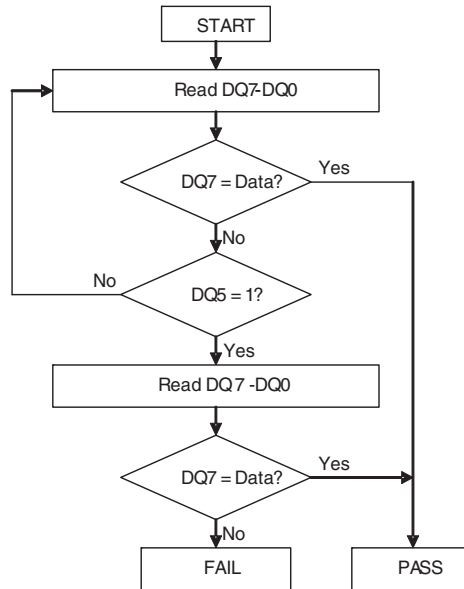 START
Read DQ7-DQ0
DQ7 = Data?
Yes
No
No
DQ5 = 1?
Yes
Read DQ 7 -DQ0
DQ7 = Data?
Yes
No
FAIL
PASS